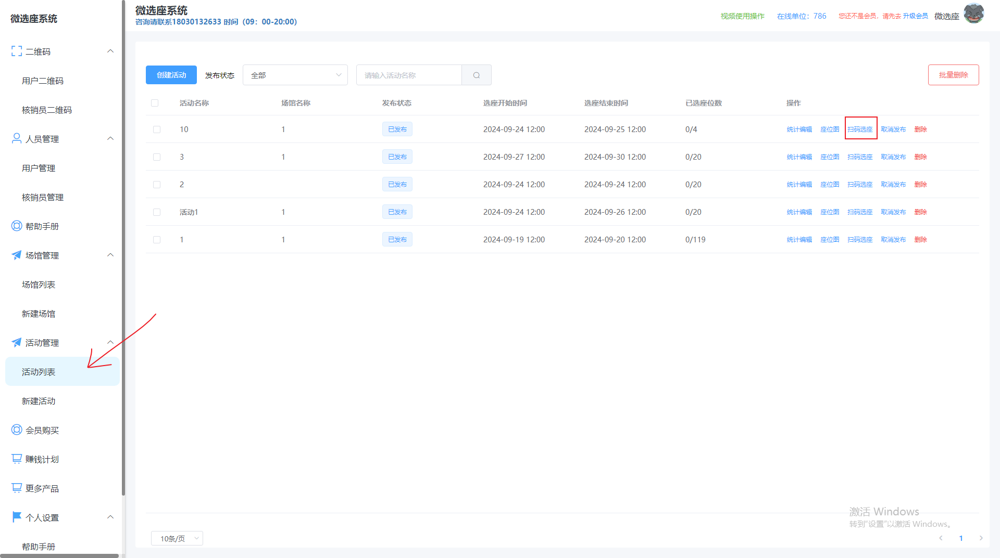 微选座系统
二维码
用户二维码
核销员二维码
人员管理
用户管理
核销员管理
帮助手册
场馆管理
场馆列表
新建场馆
活动管理
活动列表
新建活动
会员购买
赚钱计划
更多产品
个人设置
帮助手册
微选座系统
咨询请联系18030132633 时间（09：00-20:00）
视频使用操作 在线单位：786 您还不是会员，请先去 升级会员 微选座
创建活动 发布状态 全部 请输入活动名称 批量删除
活动名称 场馆名称 发布状态 选座开始时间 选座结束时间 已选座位数 操作
10 1 已发布 2024-09-24 12:00 2024-09-25 12:00 0/4 统计编辑 座位图 扫码选座 取消发布 删除
3 1 已发布 2024-09-27 12:00 2024-09-30 12:00 0/20 统计编辑 座位图 扫码选座 取消发布 删除
2 已发布 2024-09-24 12:00 2024-09-24 12:00 0/20 统计编辑 座位图 扫码选座 取消发布 删除
活动1 1 已发布 2024-09-24 12:00 2024-09-26 12:00 0/20 统计编辑 座位图 扫码选座 取消发布 删除
1 1 已发布 2024-09-19 12:00 2024-09-20 12:00 0/119 统计编辑 座位图 扫码选座 取消发布 删除
激活 Windows
转到"设置"以激活 Windows。
10条/页 1